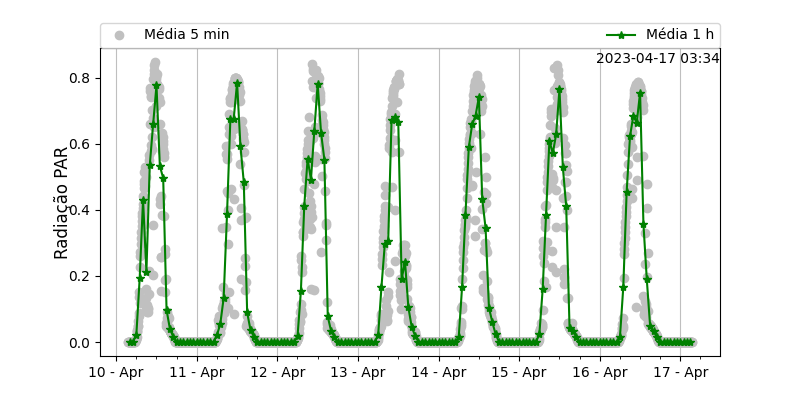 Média 5 min
Média 1 h
2023-04-17 03:34
Radiação PAR
0.8
0.6
0.4
0.2
0.0
10 - Apr
11 - Apr
12 - Apr
13 - Apr
14 - Apr
15 - Apr
16 - Apr
17 - Apr